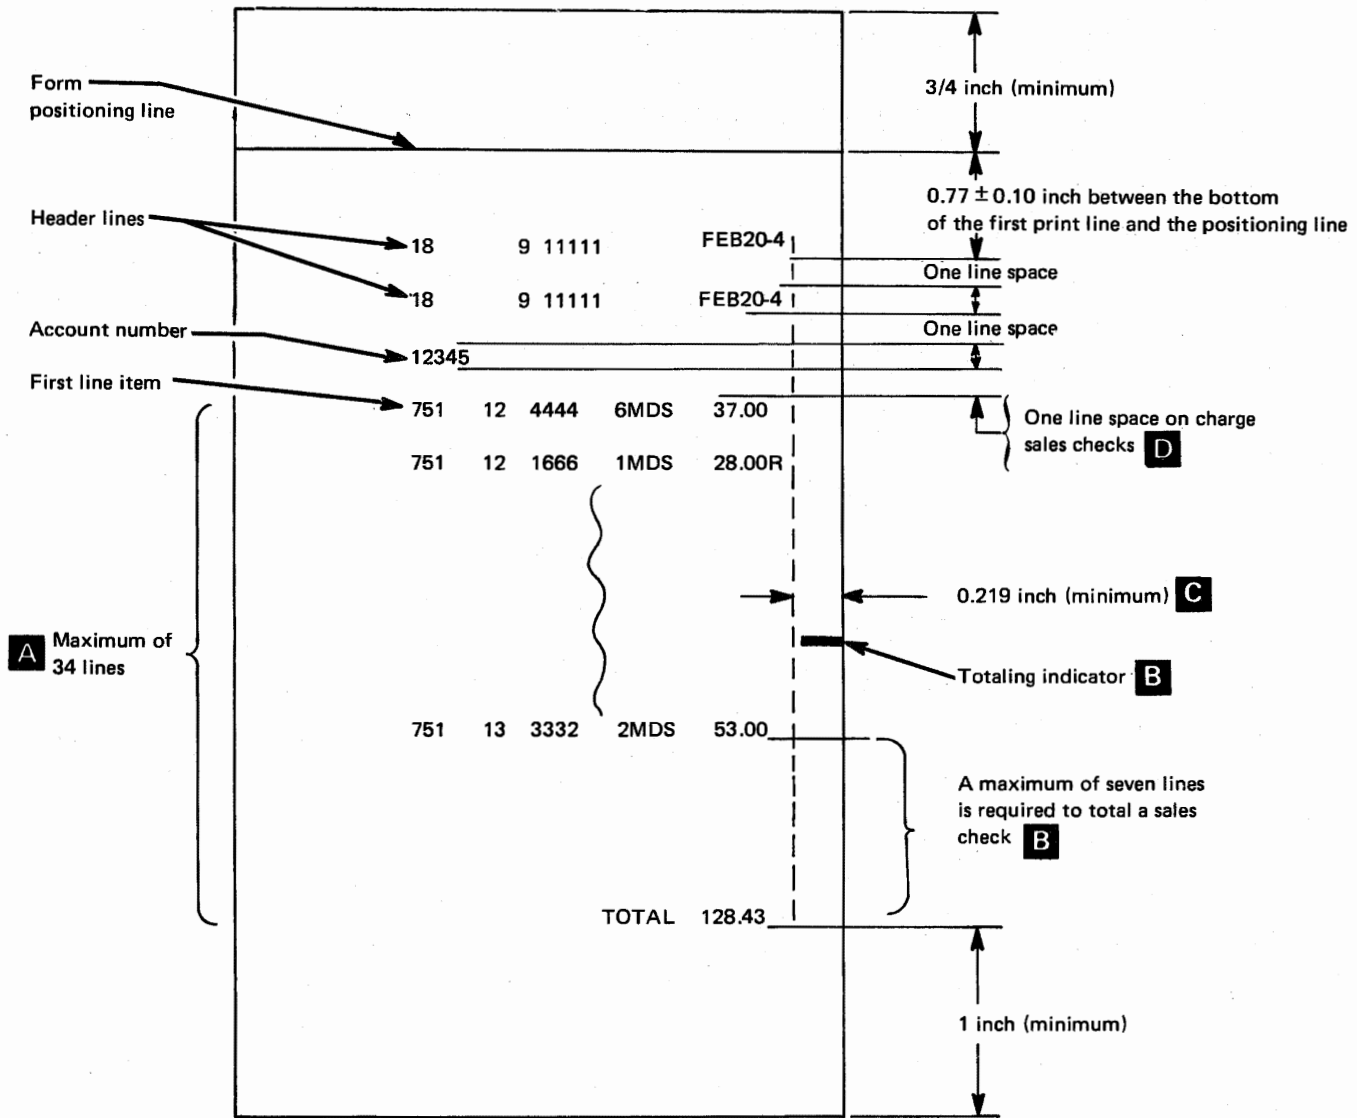 3/4 inch (minimum)
Form
positioning line
0.77 ± 0.10 inch between the bottom
of the first print line and the positioning line
Header lines
18 9 11111 FEB20-4
One line space
18 9 11111 FEB20-4
One line space
Account number
12345
First line item
751 12 4444 6MDS 37.00
One line space on charge
sales checks D
751 12 1666 1MDS 28.00R
0.219 inch (minimum) C
A Maximum of
34 lines
Totaling indicator B
751 13 3332 2MDS 53.00
A maximum of seven lines
is required to total a sales
check B
TOTAL 128.43
1 inch (minimum)